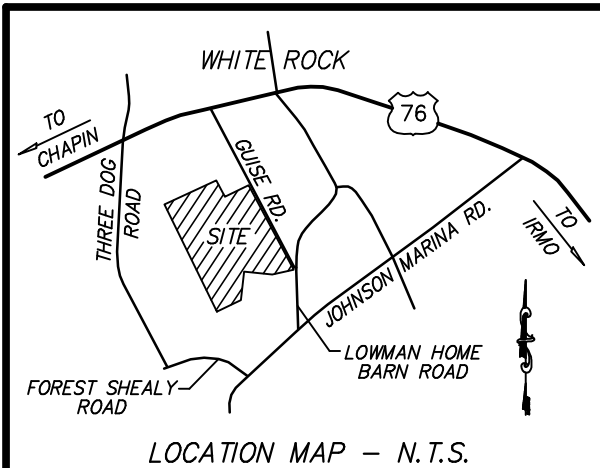 WHITE ROCK
76
TO
CHAPIN
GUISE RD.
THREE DOG
ROAD
SITE
TO
IRMO
JOHNSON MARINA RD.
LOWMAN HOME
BARN ROAD
FOREST SHEALY
ROAD
LOCATION MAP - N.T.S.